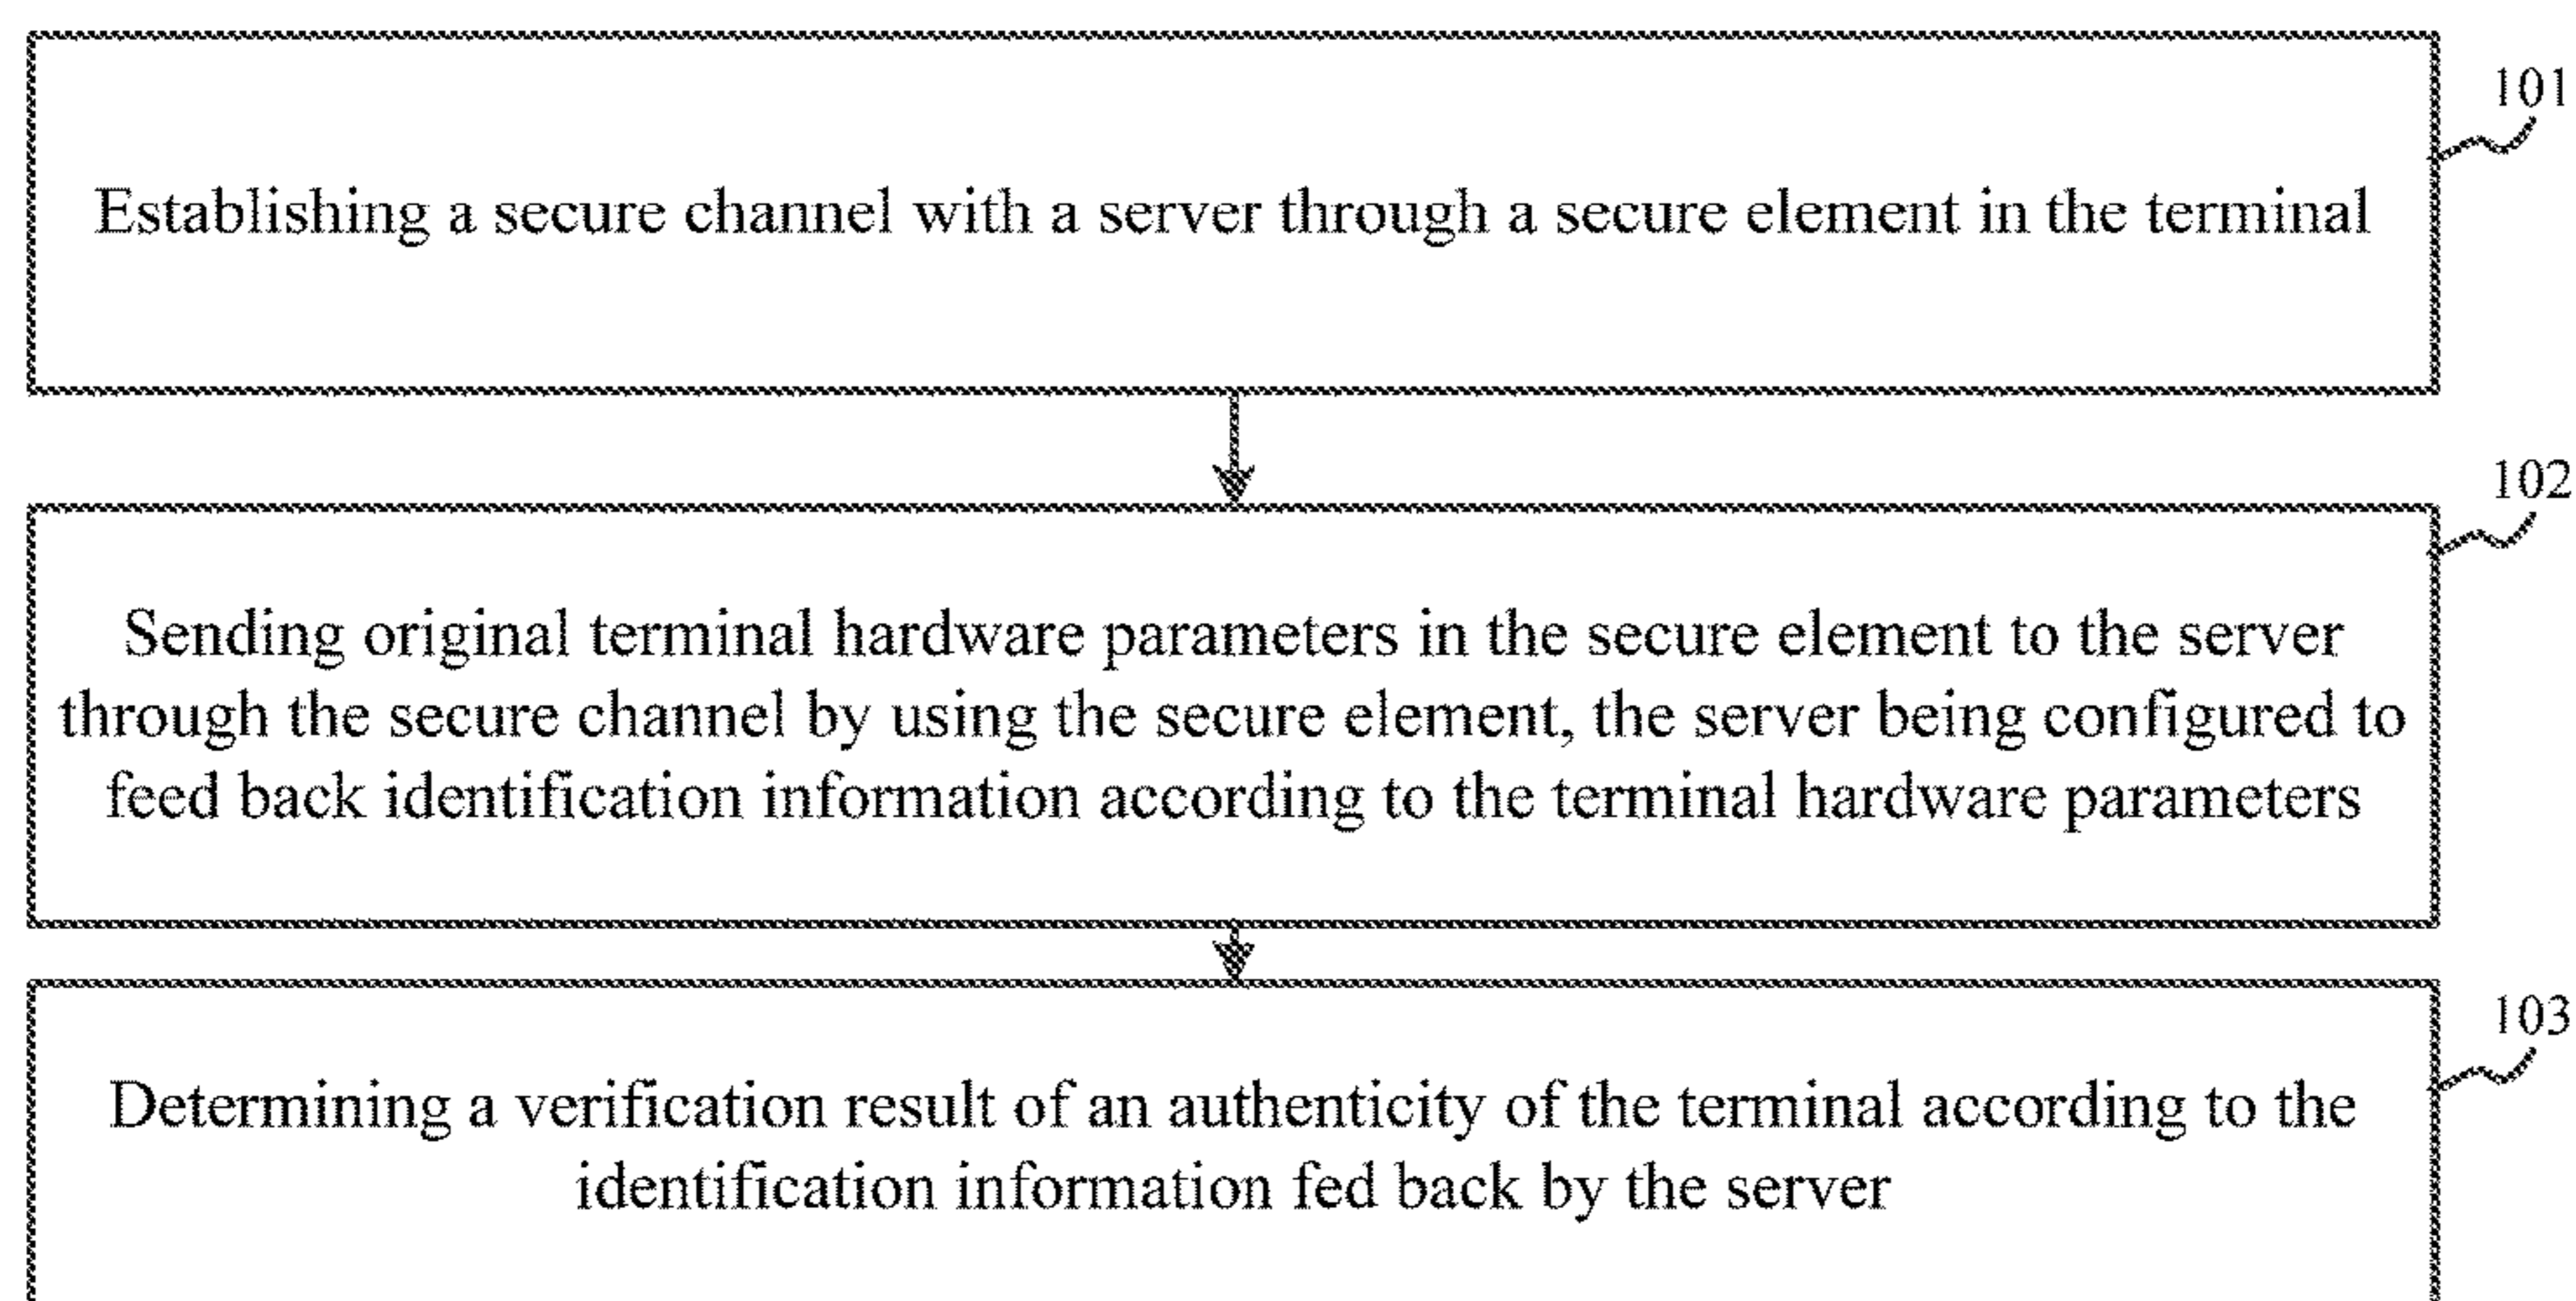 101
Establishing a secure channel with a server through a secure element in the terminal
102
Sending original terminal hardware parameters in the secure element to the server
through the secure channel by using the secure element, the server being configured to
feed back identification information according to the terminal hardware parameters
103
Determining a verification result of an authenticity of the terminal according to the
identification information fed back by the server